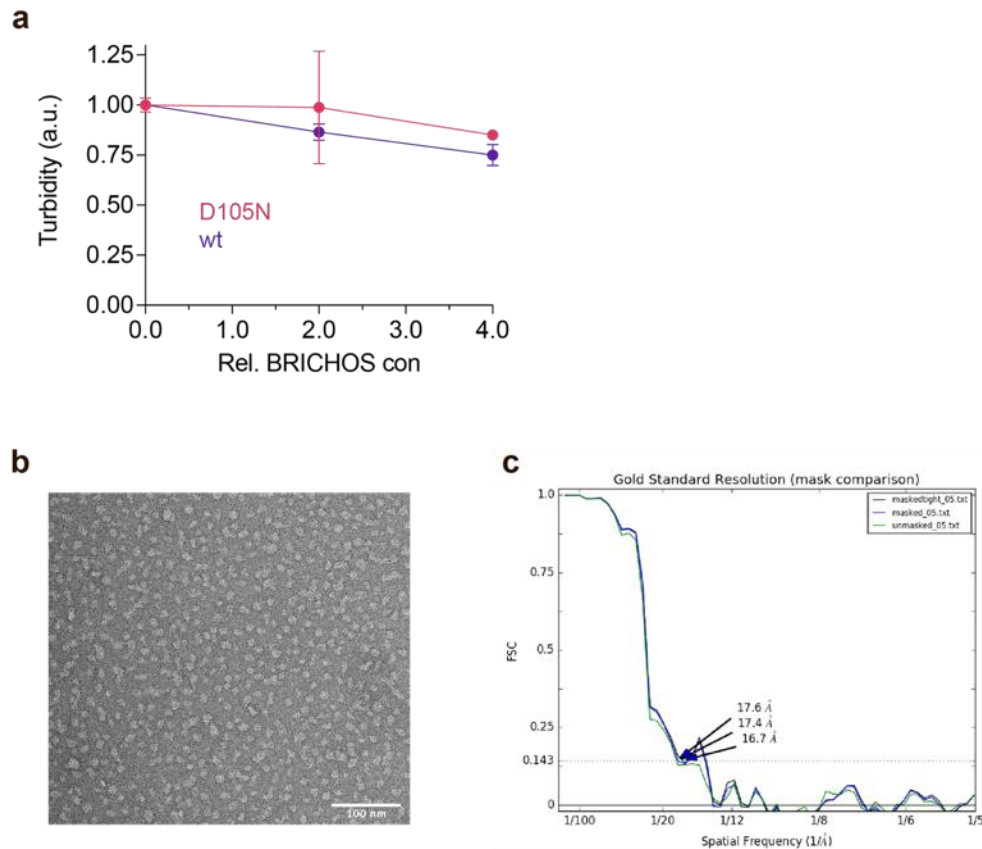 a
1.25
1.00
0.75
0.50
0.25
0.00
Turbidity (a.u.)
D105N
wt
0.0 1.0 2.0 3.0 4.0
Rel. BRICHOS con
b
100 nm
c
Gold Standard Resolution (mask comparison)
maskedtight_05.txt
masked_05.txt
unmasked_05.txt
1.0
0.75
0.5
0.25
0.143
0
FSC
17.6 Å
17.4 Å
16.7 Å
1/100 1/20 1/12 1/8 1/6 1/5
Spatial Frequency (1/Å)